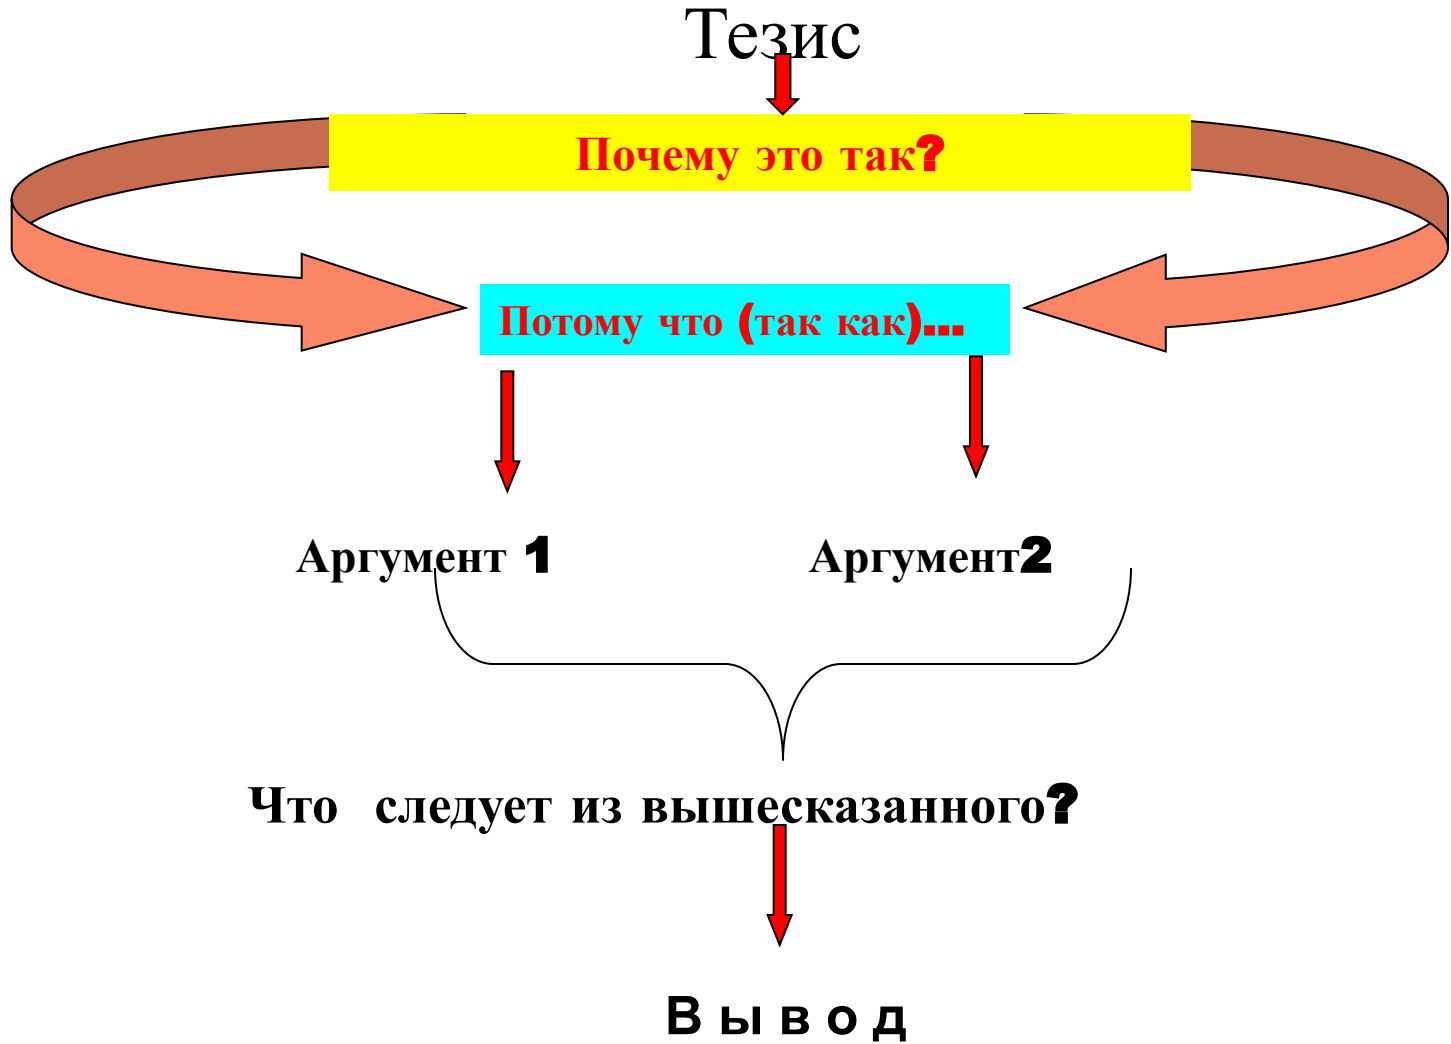 Тезис
Почему это так?
Потому что (так как)...
Аргумент 1
Аргумент2
Что следует из вышесказанного?
В ы в о д